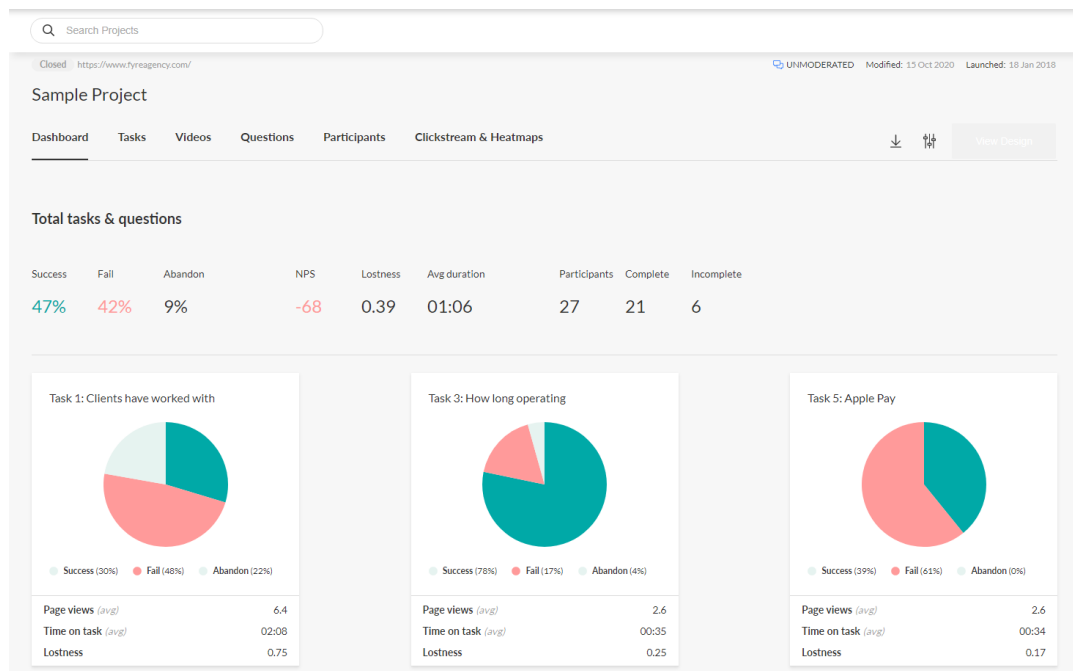 Search Projects
Closed https://www.fyreagency.com/ UNMODERATED Modified: 15 Oct 2020 Launched: 18 Jan 2018
Sample Project
Dashboard Tasks Videos Questions Participants Clickstream & Heatmaps View Design
Total tasks & questions
Success Fail Abandon NPS Lostness Avg duration Participants Complete Incomplete
47% 42% 9% -68 0.39 01:06 27 21 6
Task 1: Clients have worked with
Success (30%) Fail (48%) Abandon (22%)
Page views (avg) 6.4
Time on task (avg) 02:08
Lostness 0.75
Task 3: How long operating
Success (78%) Fail (17%) Abandon (4%)
Page views (avg) 2.6
Time on task (avg) 00:35
Lostness 0.25
Task 5: Apple Pay
Success (39%) Fail (61%) Abandon (0%)
Page views (avg) 2.6
Time on task (avg) 00:34
Lostness 0.17